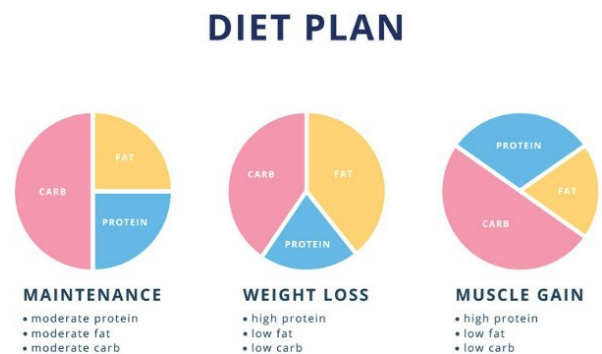 DIET PLAN
CARB
FAT
PROTEIN
MAINTENANCE
• moderate protein
• moderate fat
• moderate carb
CARB
FAT
PROTEIN
WEIGHT LOSS
• high protein
• low fat
• low carb
PROTEIN
FAT
CARB
MUSCLE GAIN
• high protein
• low fat
• low carb